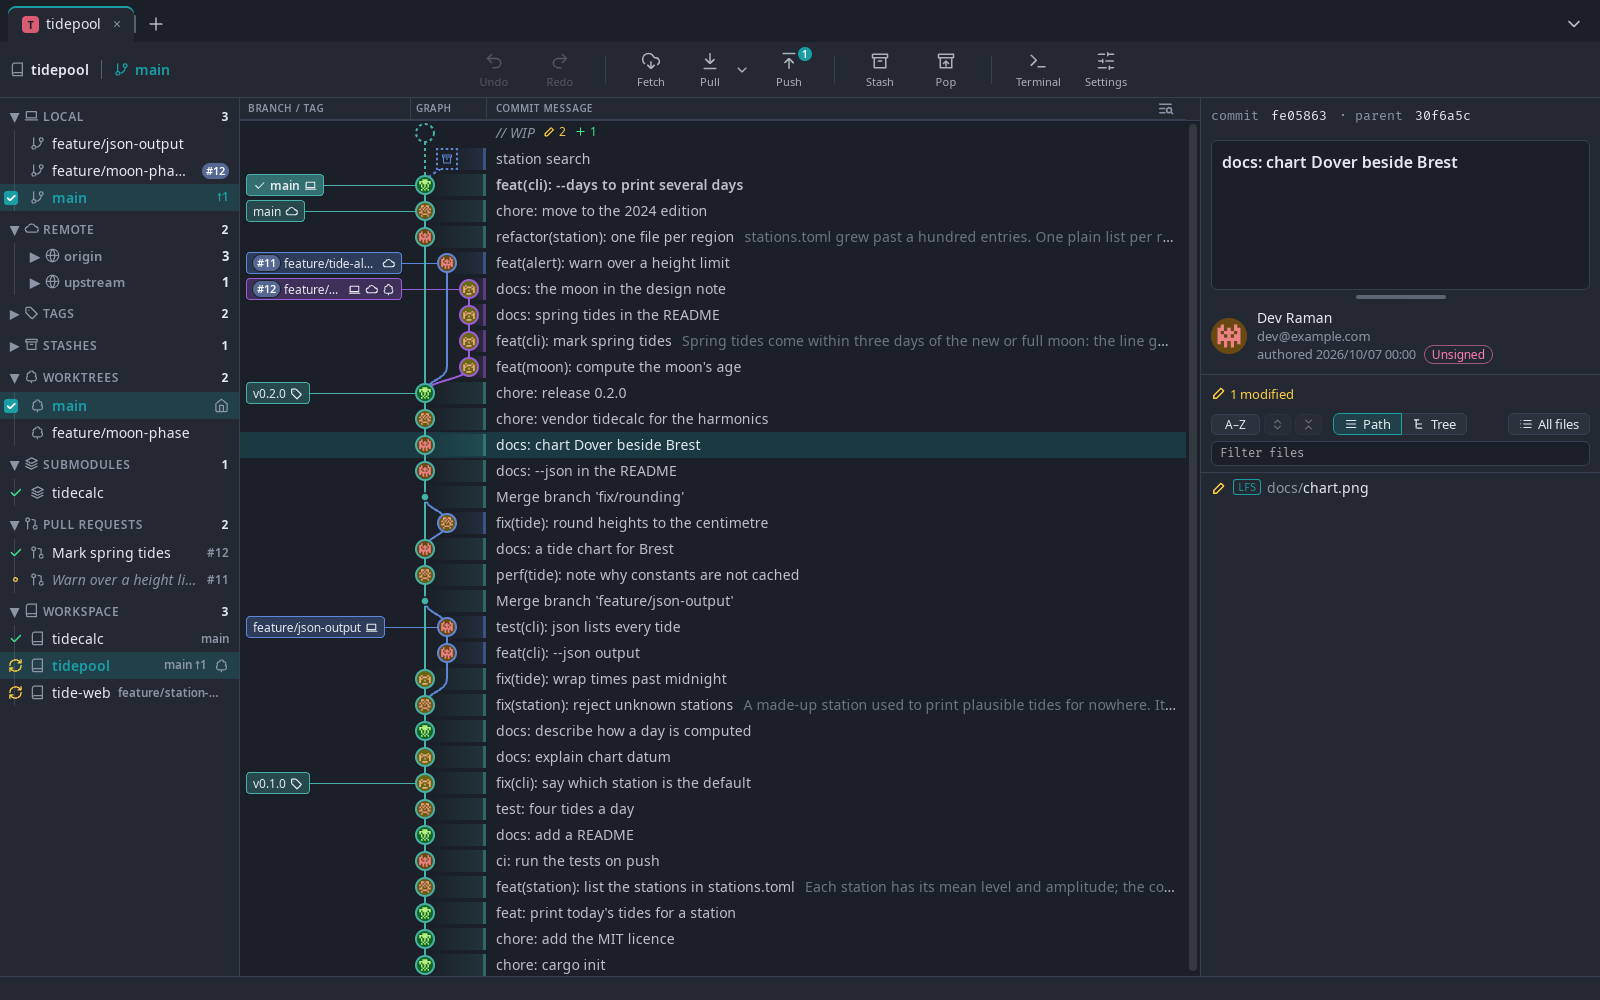 T tidepool × +
tidepool main
Undo Redo Fetch Pull Push 1 Stash Pop Terminal Settings
LOCAL 3
feature/json-output
feature/moon-pha... #12
main ↑1
REMOTE 2
origin 3
upstream 1
TAGS 2
STASHES 1
WORKTREES 2
main
feature/moon-phase
SUBMODULES 1
tidecalc
PULL REQUESTS 2
Mark spring tides #12
Warn over a height li... #11
WORKSPACE 3
tidecalc main
tidepool main ↑1
tide-web feature/station-...
BRANCH / TAG GRAPH COMMIT MESSAGE
// WIP 2 + 1
station search
main feat(cli): --days to print several days
main chore: move to the 2024 edition
refactor(station): one file per region stations.toml grew past a hundred entries. One plain list per r...
#11 feature/tide-al... feat(alert): warn over a height limit
#12 feature/... docs: the moon in the design note
docs: spring tides in the README
feat(cli): mark spring tides Spring tides come within three days of the new or full moon: the line g...
feat(moon): compute the moon's age
v0.2.0 chore: release 0.2.0
chore: vendor tidecalc for the harmonics
docs: chart Dover beside Brest
docs: --json in the README
Merge branch 'fix/rounding'
fix(tide): round heights to the centimetre
docs: a tide chart for Brest
perf(tide): note why constants are not cached
Merge branch 'feature/json-output'
feature/json-output test(cli): json lists every tide
feat(cli): --json output
fix(tide): wrap times past midnight
fix(station): reject unknown stations A made-up station used to print plausible tides for nowhere. It...
docs: describe how a day is computed
docs: explain chart datum
v0.1.0 fix(cli): say which station is the default
test: four tides a day
docs: add a README
ci: run the tests on push
feat(station): list the stations in stations.toml Each station has its mean level and amplitude; the co...
feat: print today's tides for a station
chore: add the MIT licence
chore: cargo init
commit fe05863 · parent 30f6a5c
docs: chart Dover beside Brest
Dev Raman
dev@example.com
authored 2026/10/07 00:00 Unsigned
1 modified
A–Z Path Tree All files
Filter files
LFS docs/chart.png